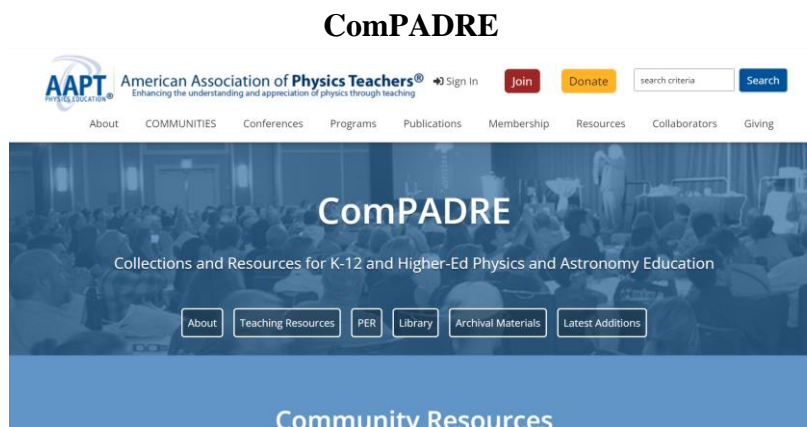 ComPADRE
AAPT
PHYSICS EDUCATION®
American Association of Physics Teachers®
Enhancing the understanding and appreciation of physics through teaching
Sign In
Join
Donate
search criteria
Search
About COMMUNITIES Conferences Programs Publications Membership Resources Collaborators Giving
ComPADRE
Collections and Resources for K-12 and Higher-Ed Physics and Astronomy Education
About Teaching Resources PER Library Archival Materials Latest Additions
Community Resources